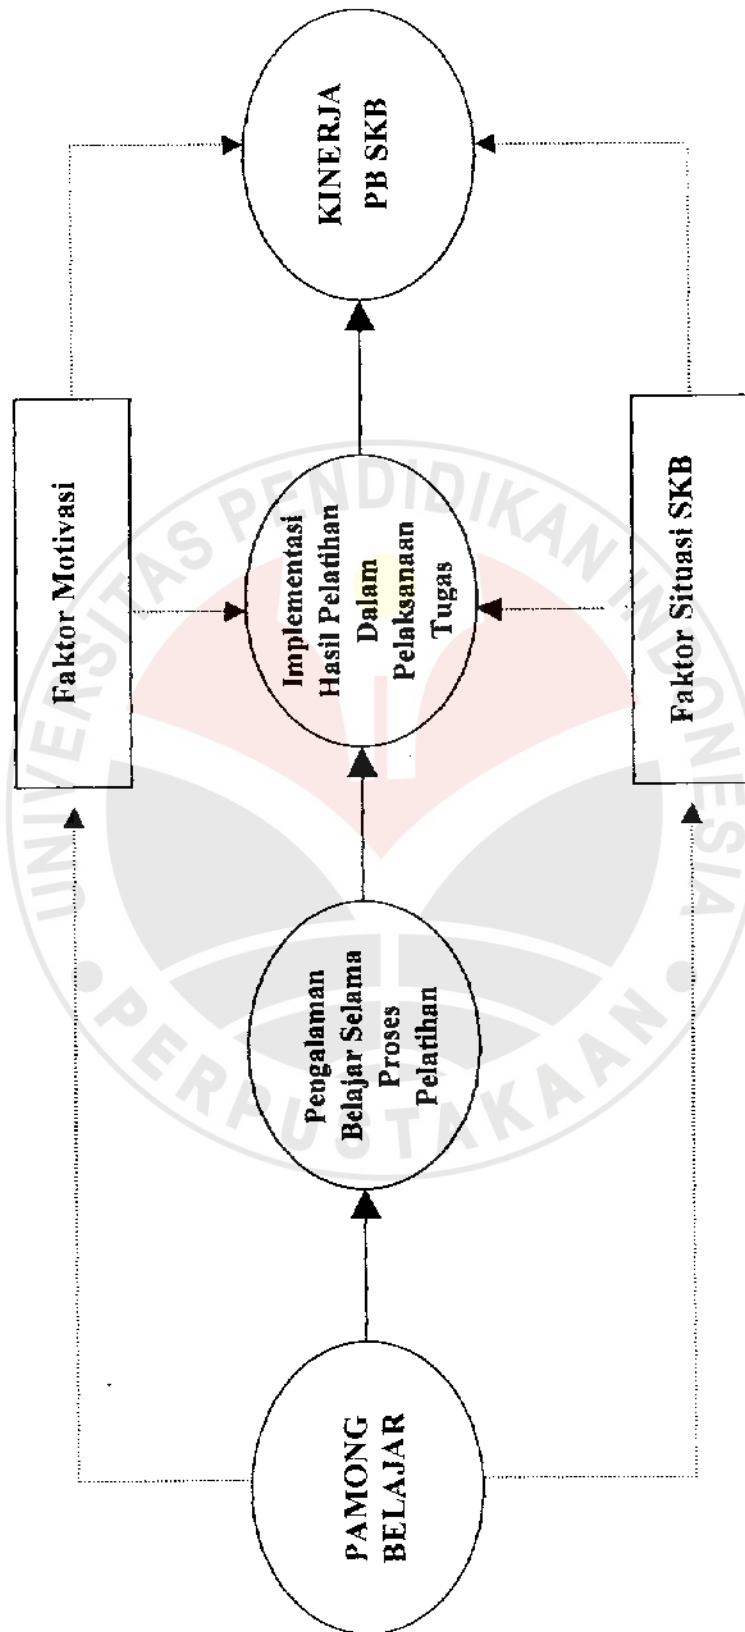 PAMONG
BELAJAR
Pengalaman
Belajar Selama
Proses
Pelatihan
Faktor Motivasi
Implementasi
Hasil Pelatihan
Dalam
Pelaksanaan
Tugas
Faktor Situasi SKB
KINERJA
PB SKB
UNIVERSITAS PENDIDIKAN INDONESIA
PERPUSTAKAAN